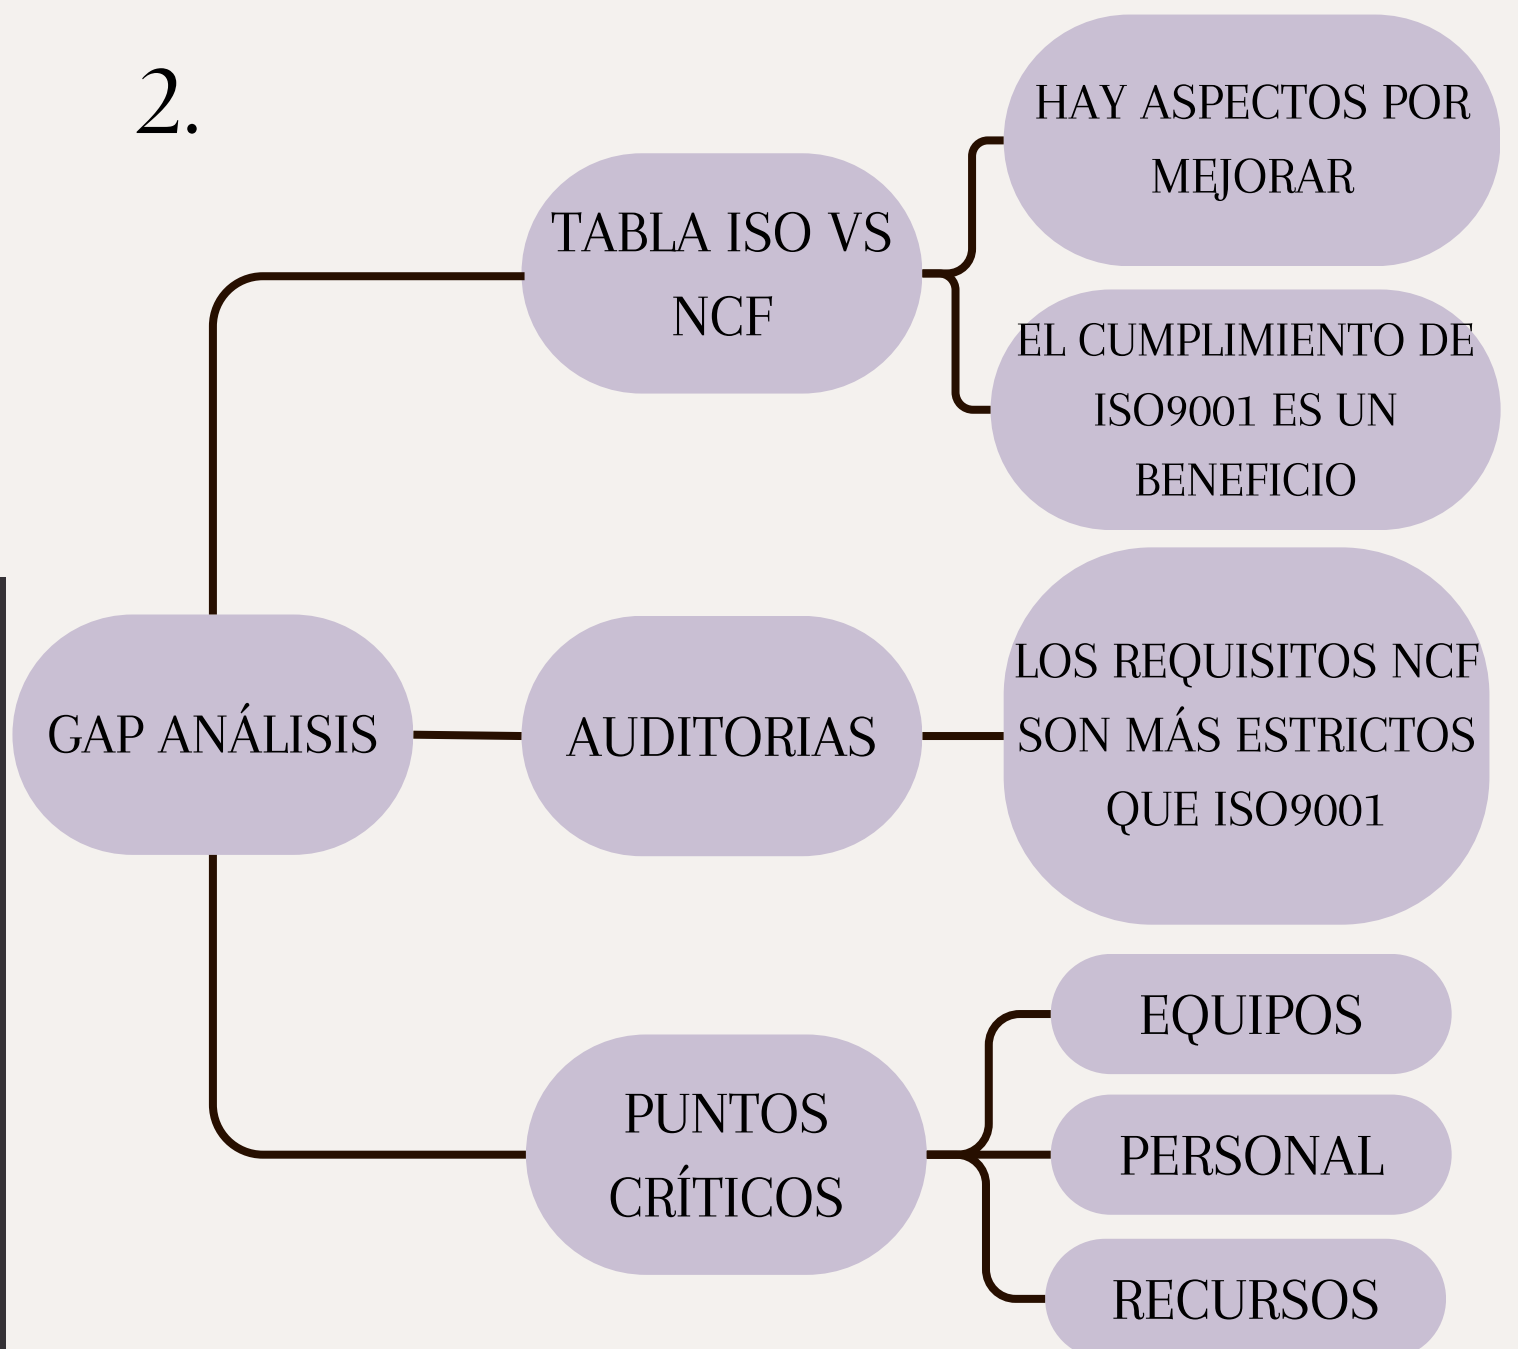 2.
HAY ASPECTOS POR
MEJORAR
TABLA ISO VS
NCF
EL CUMPLIMIENTO DE
ISO9001 ES UN
BENEFICIO
GAP ANÁLISIS
AUDITORIAS
LOS REQUISITOS NCF
SON MÁS ESTRICTOS
QUE ISO9001
PUNTOS
CRÍTICOS
EQUIPOS
PERSONAL
RECURSOS